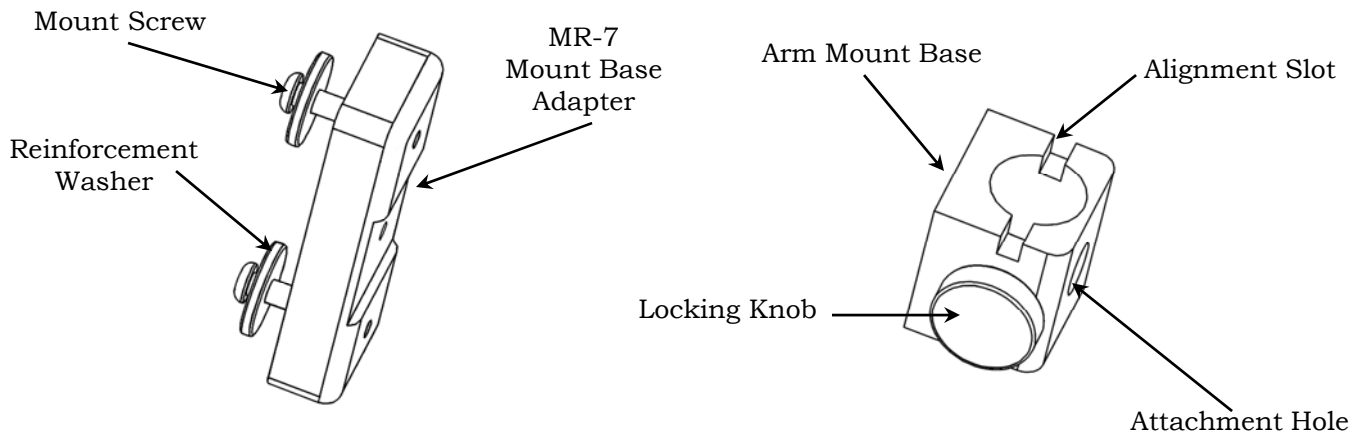 Mount Screw
MR-7
Mount Base
Adapter
Reinforcement
Washer
Arm Mount Base
Alignment Slot
Locking Knob
Attachment Hole